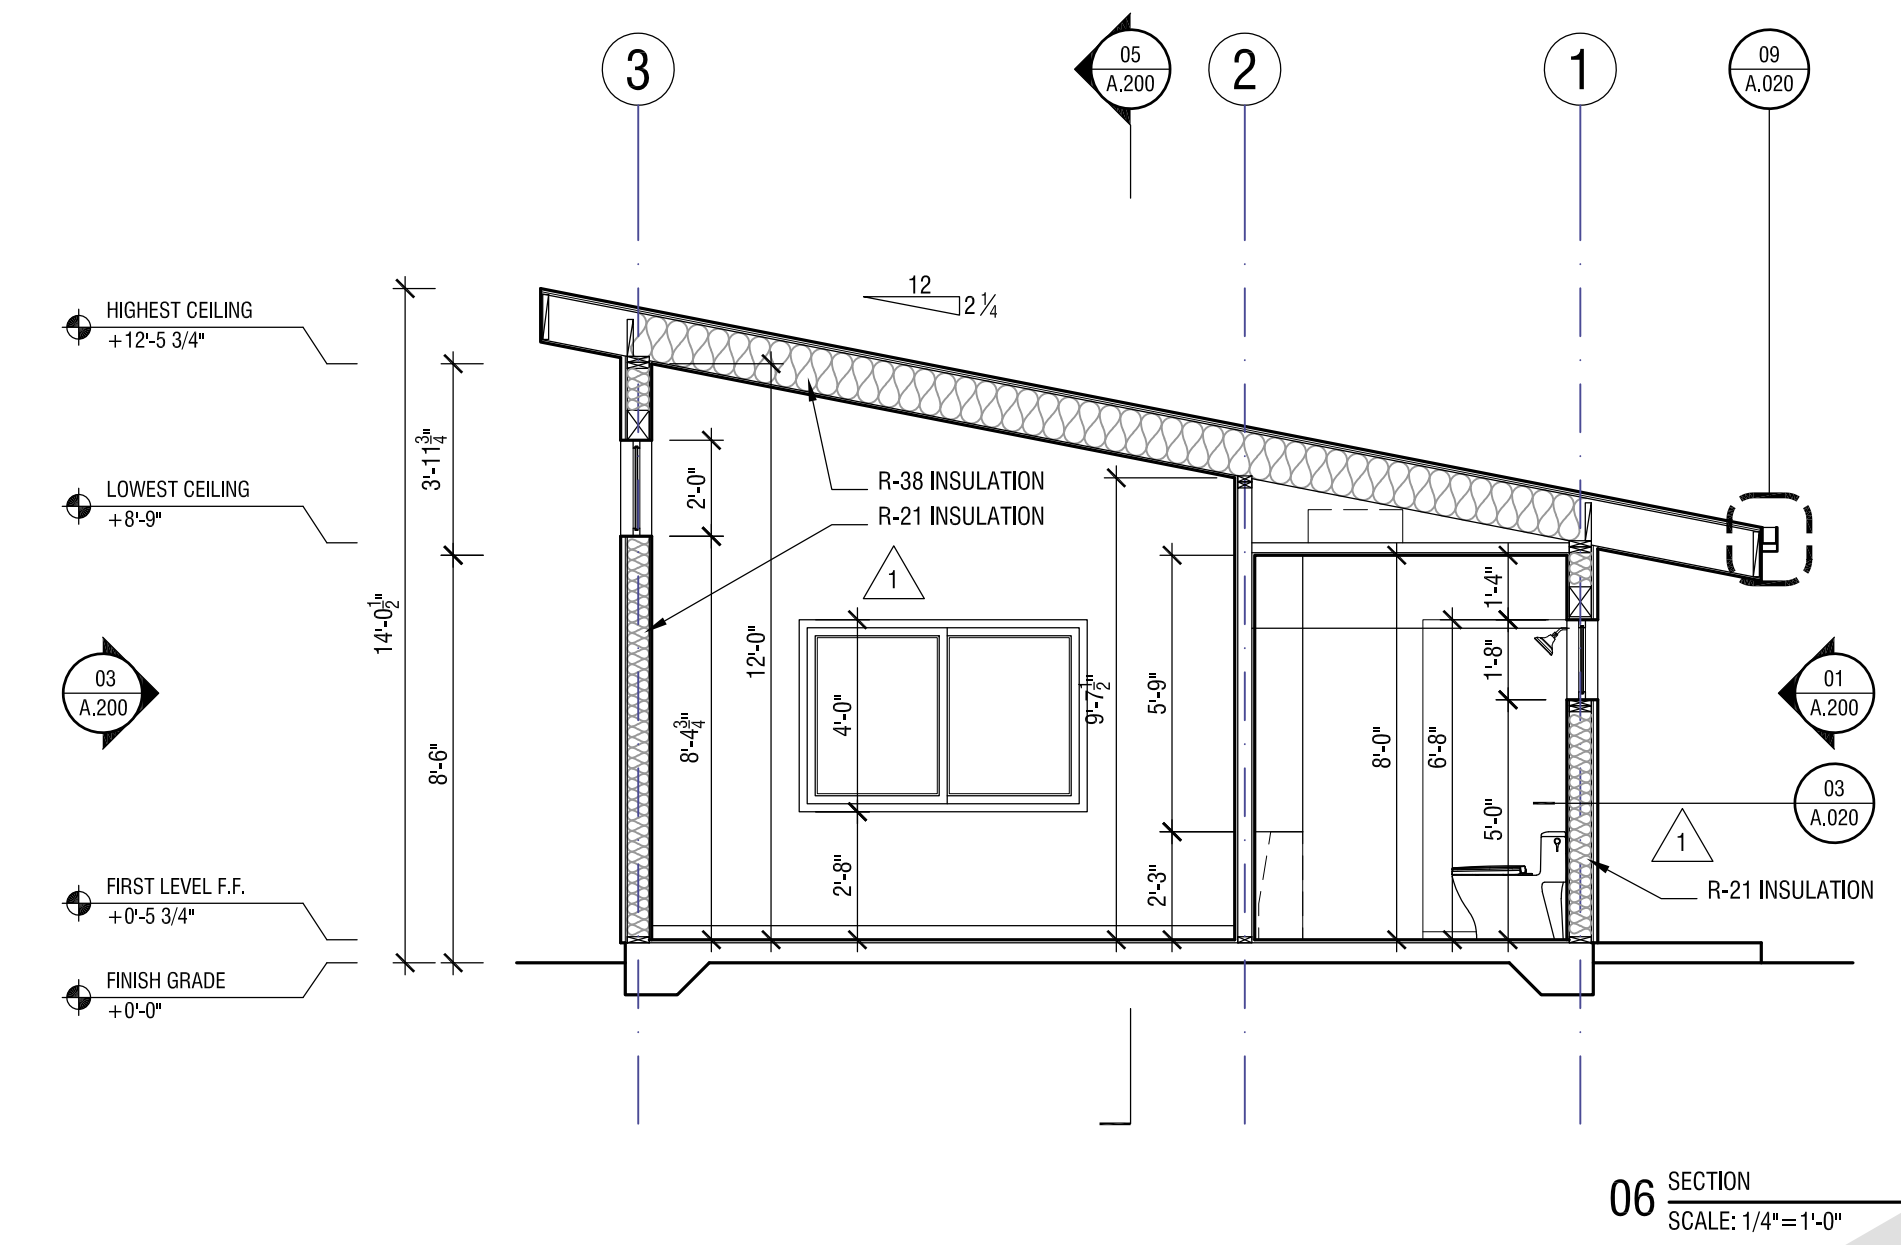 3
05
A.200
2
1
09
A.020
HIGHEST CEILING
+12'-5 3/4"
12
2 1/4
LOWEST CEILING
+8'-9"
3'-11 3/4"
2'-0"
R-38 INSULATION
R-21 INSULATION
1
14'-0 1/2"
12'-0"
9'-7 1/2"
5'-9"
1'-4"
1'-8"
03
A.200
01
A.200
8'-6"
8'-4 3/4"
4'-0"
8'-0"
6'-8"
5'-0"
03
A.020
1
2'-8"
2'-3"
R-21 INSULATION
FIRST LEVEL F.F.
+0'-5 3/4"
FINISH GRADE
+0'-0"
06
SECTION
SCALE: 1/4"=1'-0"